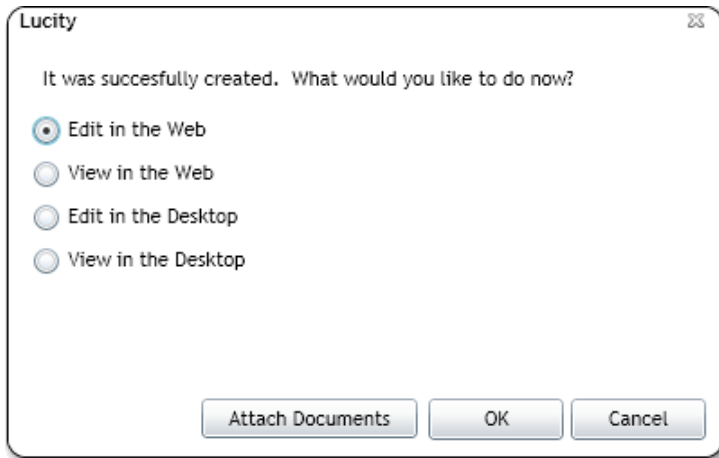 Lucity
It was succesfully created. What would you like to do now?
Edit in the Web
View in the Web
Edit in the Desktop
View in the Desktop
Attach Documents OK Cancel